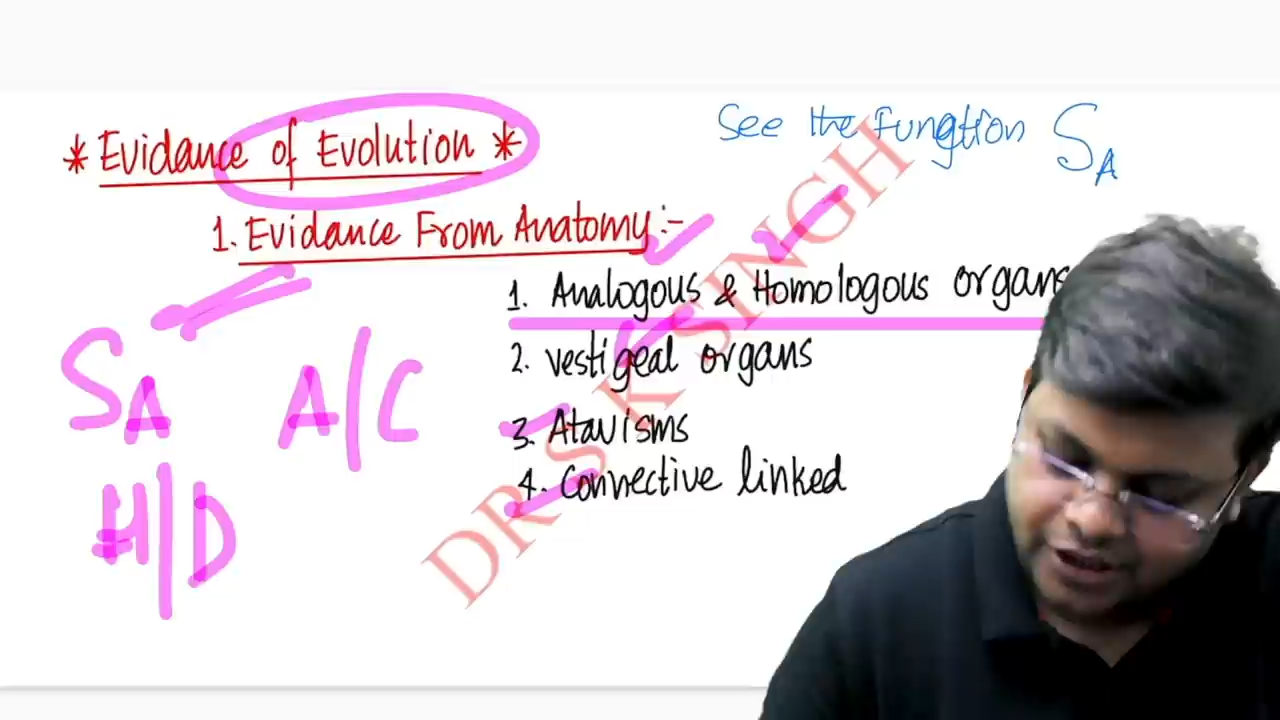 * Evidance of Evolution *
See the Fungtion SA
1. Evidance From Anatomy:-
1. Analogous & Homologous organs
2. vestigeal organs
3. Atavisms
4. Connective linked
SA A|C
H|D
DR S K SINGH